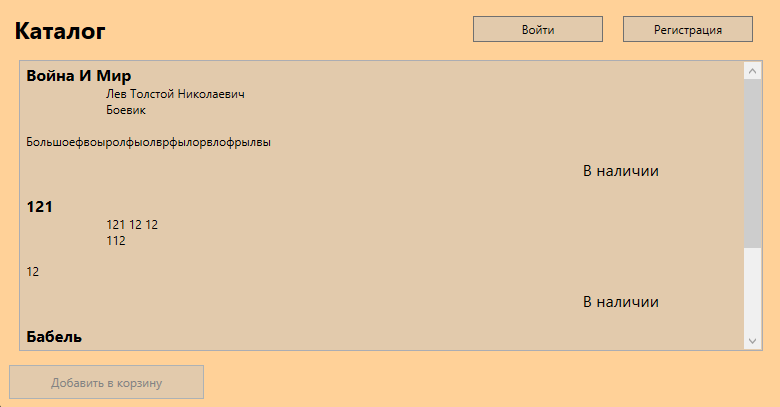 Каталог
Войти
Регистрация
Война И Мир
Лев Толстой Николаевич
Боевик
Большоефвоыролфыолврфылорвлофрылвы
В наличии
121
121 12 12
112
12
В наличии
Бабель
Добавить в корзину